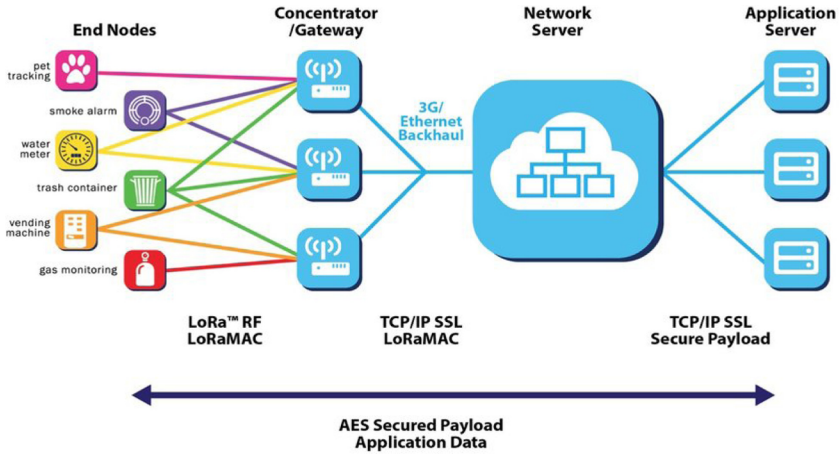 End Nodes
Concentrator
/Gateway
Network
Server
Application
Server
pet
tracking
smoke alarm
water
meter
trash container
vending
machine
gas monitoring
3G/
Ethernet
Backhaul
LoRa™ RF
LoRaMAC
TCP/IP SSL
LoRaMAC
TCP/IP SSL
Secure Payload
AES Secured Payload
Application Data